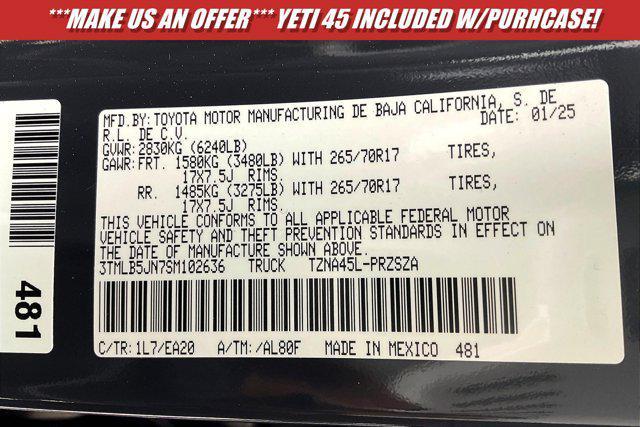 ***MAKE US AN OFFER*** YETI 45 INCLUDED W/PURHCASE!
MFD.BY:TOYOTA MOTOR MANUFACTURING DE BAJA CALIFORNIA, S. DE
R.L. DE C.V. DATE: 01/25
GVWR: 2830KG (6240LB)
GAWR:FRT. 1580KG (3480LB) WITH 265/70R17 TIRES,
17X7.5J RIMS.
RR. 1485KG (3275LB) WITH 265/70R17 TIRES,
17X7.5J RIMS.
THIS VEHICLE CONFORMS TO ALL APPLICABLE FEDERAL MOTOR
VEHICLE SAFETY AND THEFT PREVENTION STANDARDS IN EFFECT ON
THE DATE OF MANUFACTURE SHOWN ABOVE.
3TMLB5JN7SM102636 TRUCK TZNA45L-PRZSZA
C/TR: 1L7/EA20 A/TM: /AL80F MADE IN MEXICO 481
481